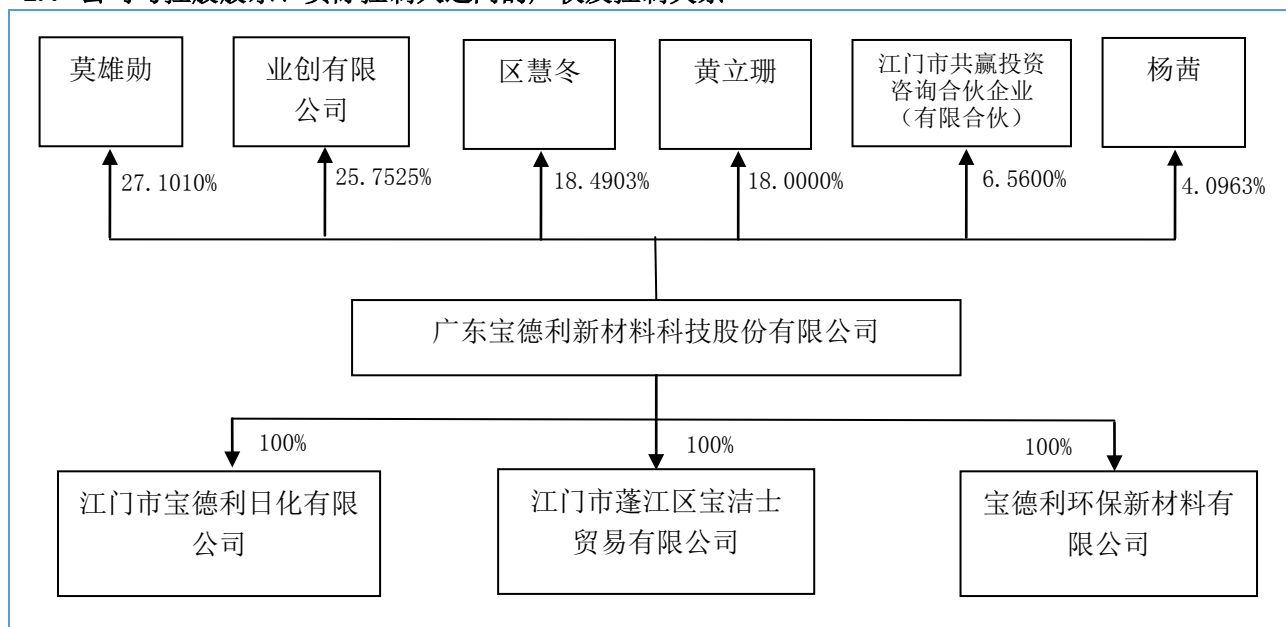 莫雄勋
业创有限
公司
区慧冬
黄立珊
江门市共赢投资
咨询合伙企业
（有限合伙）
杨茜
27.1010%
25.7525%
18.4903%
18.0000%
6.5600%
4.0963%
广东宝德利新材料科技股份有限公司
100%
100%
100%
江门市宝德利日化有限
公司
江门市蓬江区宝洁士
贸易有限公司
宝德利环保新材料有
限公司